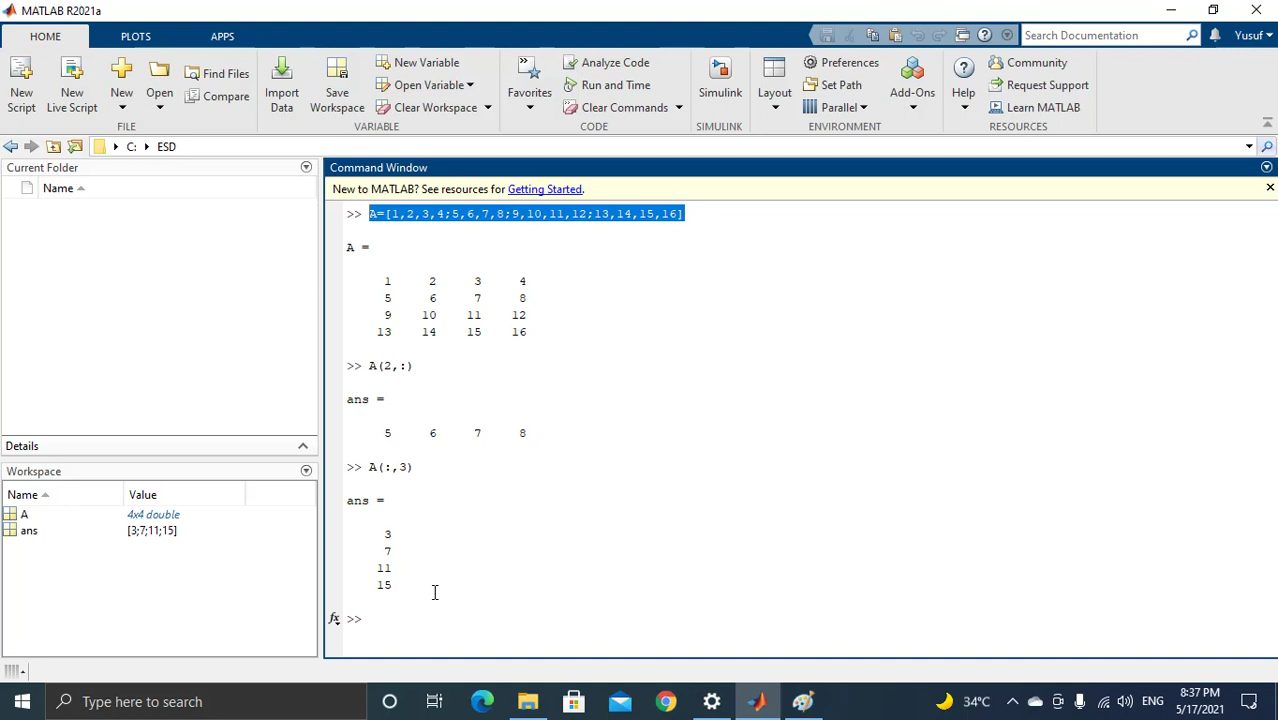 MATLAB R2021a
HOME PLOTS APPS
Search Documentation Yusuf
New Script
New Live Script
New
Open
Find Files
Compare
FILE
Import Data
Save Workspace
New Variable
Open Variable
Clear Workspace
VARIABLE
Favorites
Analyze Code
Run and Time
Clear Commands
CODE
Simulink
SIMULINK
Layout
Preferences
Set Path
Parallel
Add-Ons
ENVIRONMENT
Help
Community
Request Support
Learn MATLAB
RESOURCES
C: ESD
Current Folder
Name
Details
Workspace
Name Value
A 4x4 double
ans [3;7;11;15]
Command Window
New to MATLAB? See resources for Getting Started.
>> A=[1,2,3,4;5,6,7,8;9,10,11,12;13,14,15,16]
A =
1 2 3 4
5 6 7 8
9 10 11 12
13 14 15 16
>> A(2,:)
ans =
5 6 7 8
>> A(:,3)
ans =
3
7
11
15
fx >>
Type here to search
34°C ENG 8:37 PM
5/17/2021